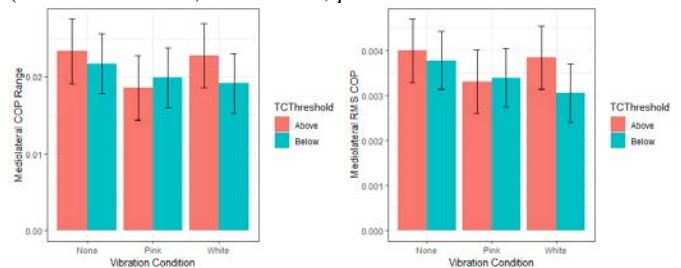 Mediolateral COP Range
0.02
0.01
0.00
None
Pink
White
Vibration Condition
TCThreshold
Above
Below
Mediolateral RMS COP
0.004
0.003
0.002
0.001
0.000
None
Pink
White
Vibration Condition
TCThreshold
Above
Below